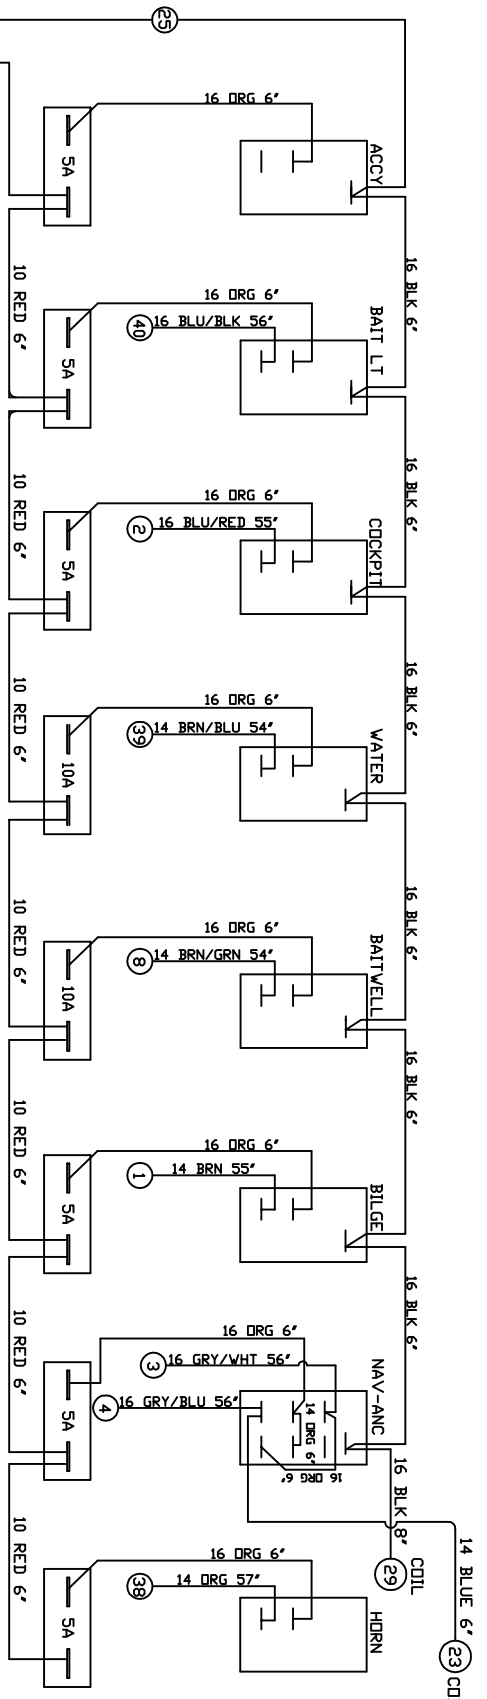 25
16 ORG 6"
ACCY
5A
16 BLK 6"
10 RED 6"
16 ORG 6"
BAIT LT
40
16 BLU/BLK 56"
5A
16 BLK 6"
10 RED 6"
16 ORG 6"
COCKPIT
2
16 BLU/RED 55"
5A
16 BLK 6"
10 RED 6"
16 ORG 6"
WATER
39
14 BRN/BLU 54"
10A
16 BLK 6"
10 RED 6"
16 ORG 6"
BAITWELL
8
14 BRN/GRN 54"
10A
16 BLK 6"
10 RED 6"
16 ORG 6"
BILGE
1
14 BRN 55"
5A
16 BLK 6"
10 RED 6"
16 ORG 6"
3
16 GRY/WHT 56"
NAV-ANC
4
16 GRY/BLU 56"
14 ORG 6"
5A
16 ORG 6"
16 BLK 8"
29
COIL
14 BLUE 6"
23
CO
10 RED 6"
16 ORG 6"
38
14 ORG 57"
HORN
5A